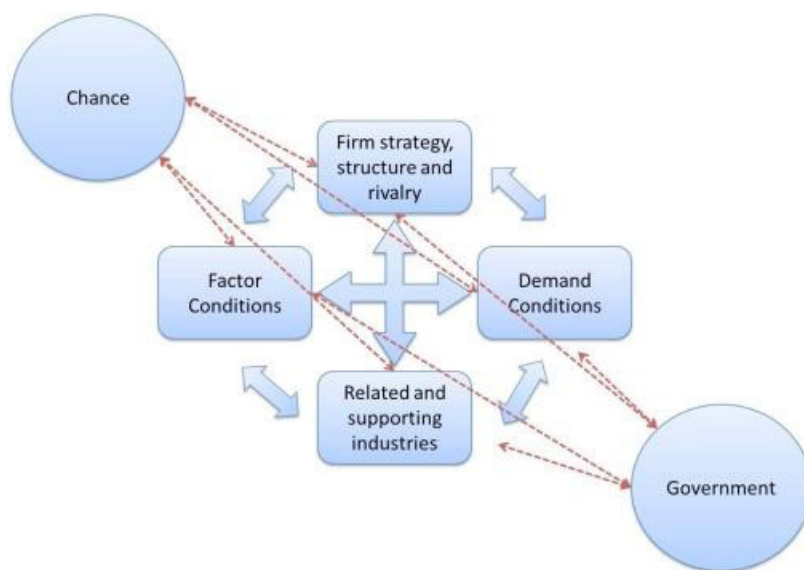 Chance
Firm strategy,
structure and
rivalry
Factor
Conditions
Demand
Conditions
Related and
supporting
industries
Government